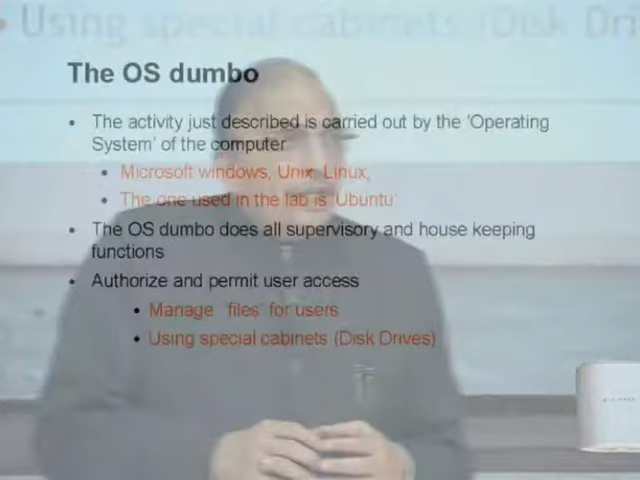 • Using special cabinets (Disk Dri
The OS dumbo
• The activity just described is carried out by the 'Operating
System' of the computer
• Microsoft windows, Unix, Linux,
• The one used in the lab is 'Ubuntu'
• The OS dumbo does all supervisory and house keeping
functions
• Authorize and permit user access
• Manage 'files' for users
• Using special cabinets (Disk Drives)